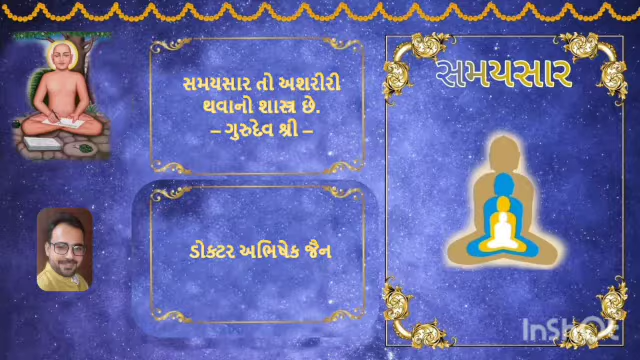 સમયસાર તો અશરીરી
થવાનો શાસ્ત્ર છે.
– ગુરુદેવ શ્રી –
ડોક્ટર અભિષેક જૈન
સમયસાર
InShot